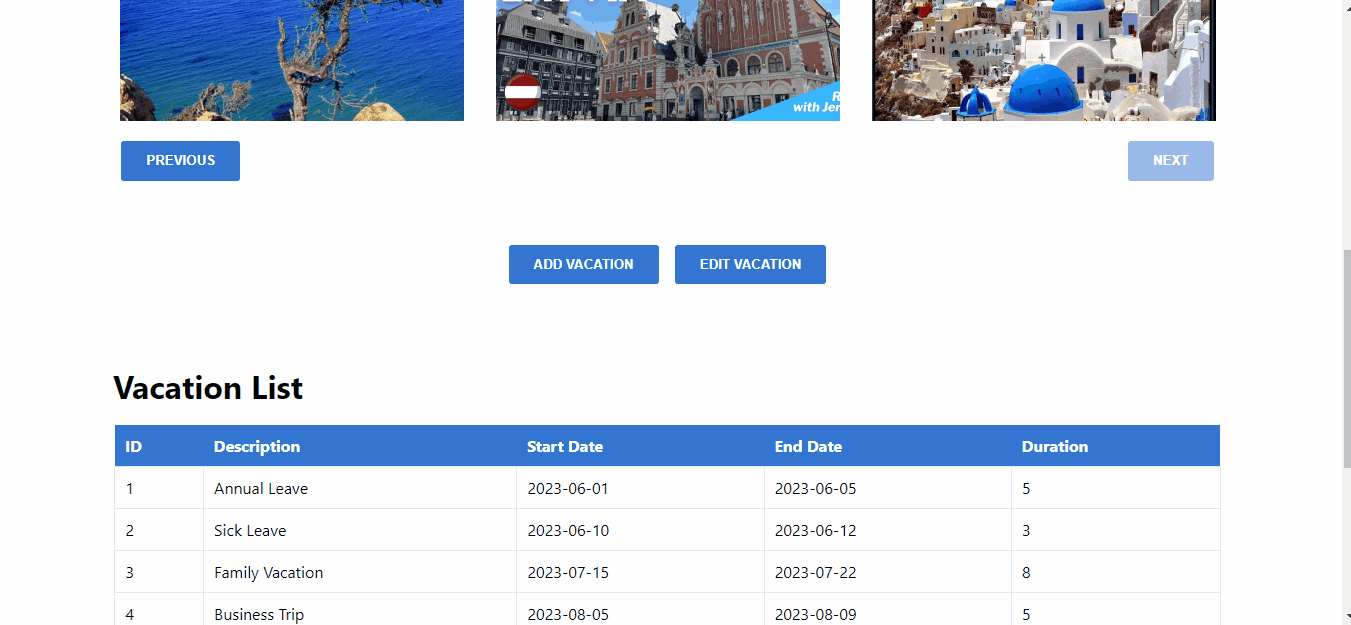 with Jer
PREVIOUS
NEXT
ADD VACATION
EDIT VACATION
Vacation List
ID Description Start Date End Date Duration
1 Annual Leave 2023-06-01 2023-06-05 5
2 Sick Leave 2023-06-10 2023-06-12 3
3 Family Vacation 2023-07-15 2023-07-22 8
4 Business Trip 2023-08-05 2023-08-09 5